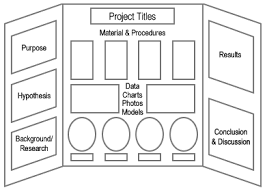 Project Titles
Material & Procedures
Purpose
Hypothesis
Background/
Research
Data
Charts
Photos
Models
Results
Conclusion
& Discussion